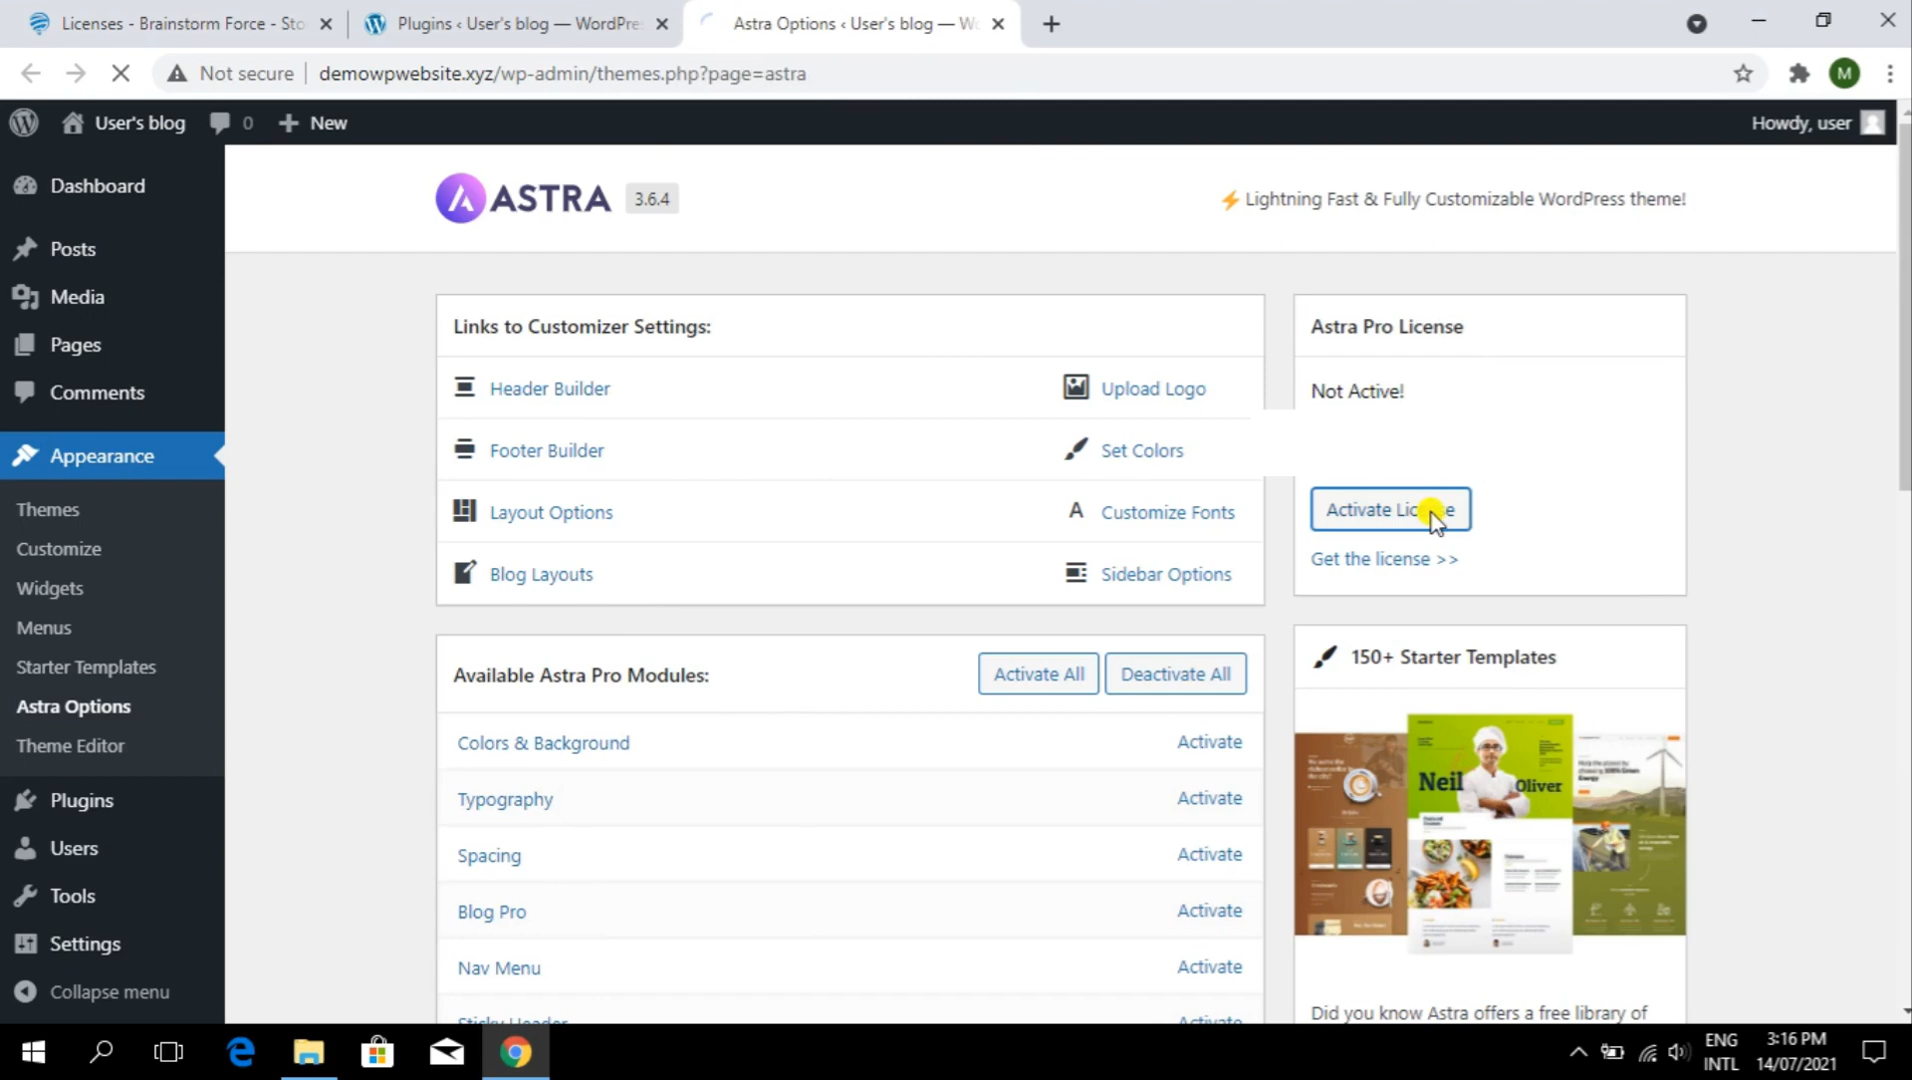 Licenses - Brainstorm Force - Sto
Plugins ‹ User's blog — WordPre
Astra Options ‹ User's blog — W
Not secure
demowpwebsite.xyz/wp-admin/themes.php?page=astra
M
User's blog
0
New
Howdy, user
Dashboard
Posts
Media
Pages
Comments
Appearance
Themes
Customize
Widgets
Menus
Starter Templates
Astra Options
Theme Editor
Plugins
Users
Tools
Settings
Collapse menu
ASTRA
3.6.4
⚡ Lightning Fast & Fully Customizable WordPress theme!
Links to Customizer Settings:
Header Builder
Upload Logo
Footer Builder
Set Colors
Layout Options
A Customize Fonts
Blog Layouts
Sidebar Options
Available Astra Pro Modules:
Activate All
Deactivate All
Colors & Background Activate
Typography Activate
Spacing Activate
Blog Pro Activate
Nav Menu Activate
Sticky Header Activate
Astra Pro License
Not Active!
Activate License
Get the license >>
150+ Starter Templates
Neil
Oliver
Did you know Astra offers a free library of
ENG
INTL
3:16 PM
14/07/2021